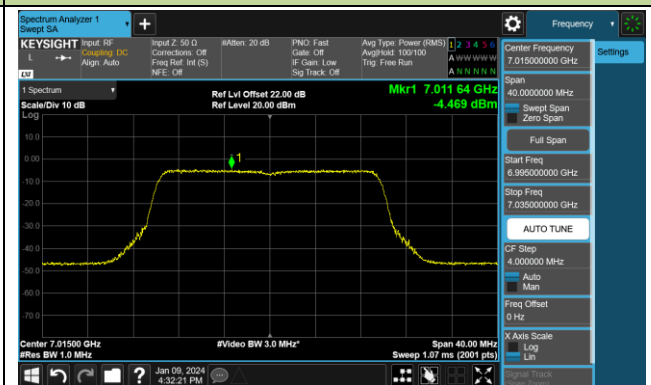 Spectrum Analyzer 1
Swept SA
+
Frequency
KEYSIGHT
L
Input: RF
Coupling: DC
Align: Auto
Input Z: 50 Ω
Corrections: Off
Freq Ref: Int (S)
NFE: Off
#Atten: 20 dB
PNO: Fast
Gate: Off
IF Gain: Low
Sig Track: Off
Avg Type: Power (RMS)
Avg|Hold: 100/100
Trig: Free Run
1 2 3 4 5 6
A W W W W W
A N N N N N
1 Spectrum
Scale/Div 10 dB
Log
Ref Lvl Offset 22.00 dB
Ref Level 20.00 dBm
Mkr1 7.011 64 GHz
-4.469 dBm
10.0
0.00
-10.0
-20.0
-30.0
-40.0
-50.0
-60.0
-70.0
1
Center 7.01500 GHz
#Res BW 1.0 MHz
#Video BW 3.0 MHz*
Span 40.00 MHz
Sweep 1.07 ms (2001 pts)
Center Frequency
7.015000000 GHz
Span
40.0000000 MHz
Swept Span
Zero Span
Full Span
Start Freq
6.995000000 GHz
Stop Freq
7.035000000 GHz
AUTO TUNE
CF Step
4.000000 MHz
Auto
Man
Freq Offset
0 Hz
X Axis Scale
Log
Lin
Signal Track
Settings
?
Jan 09, 2024
4:32:21 PM